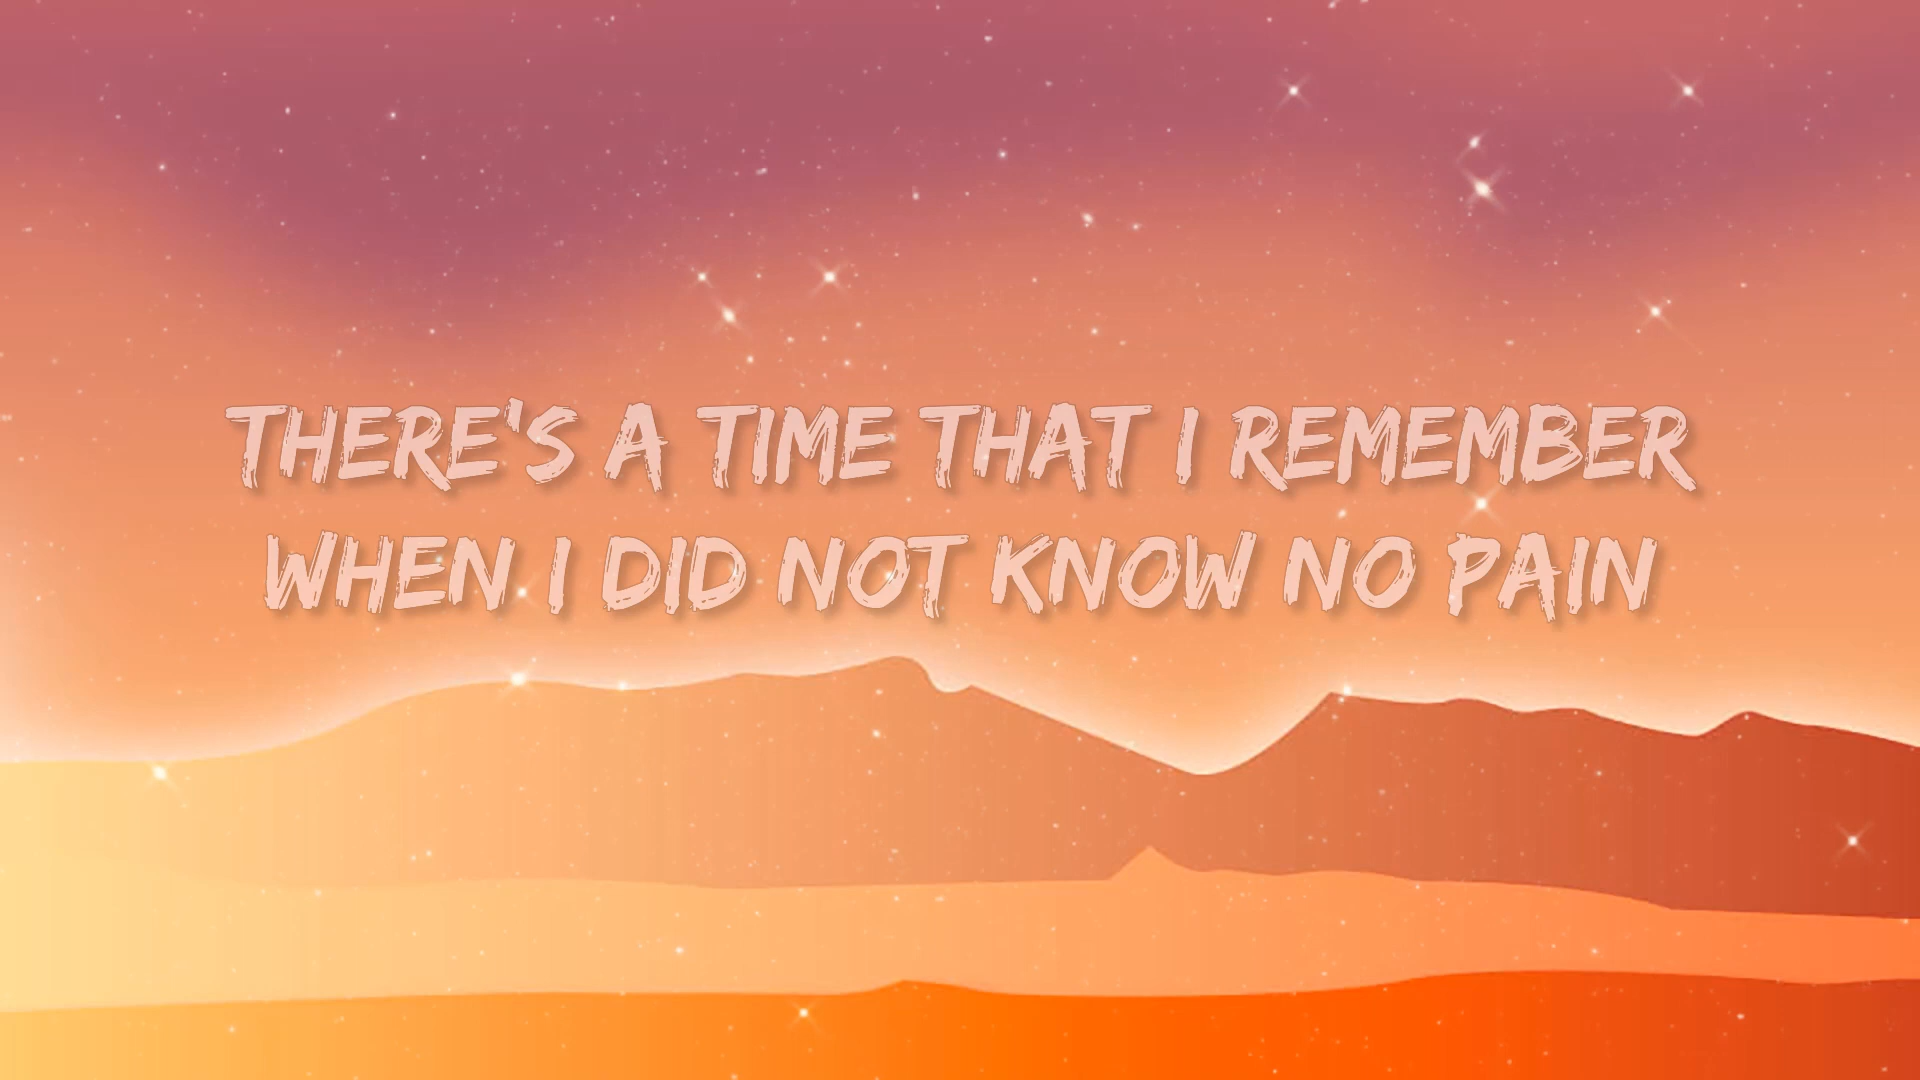 THERE'S A TIME THAT I REMEMBER
WHEN I DID NOT KNOW NO PAIN